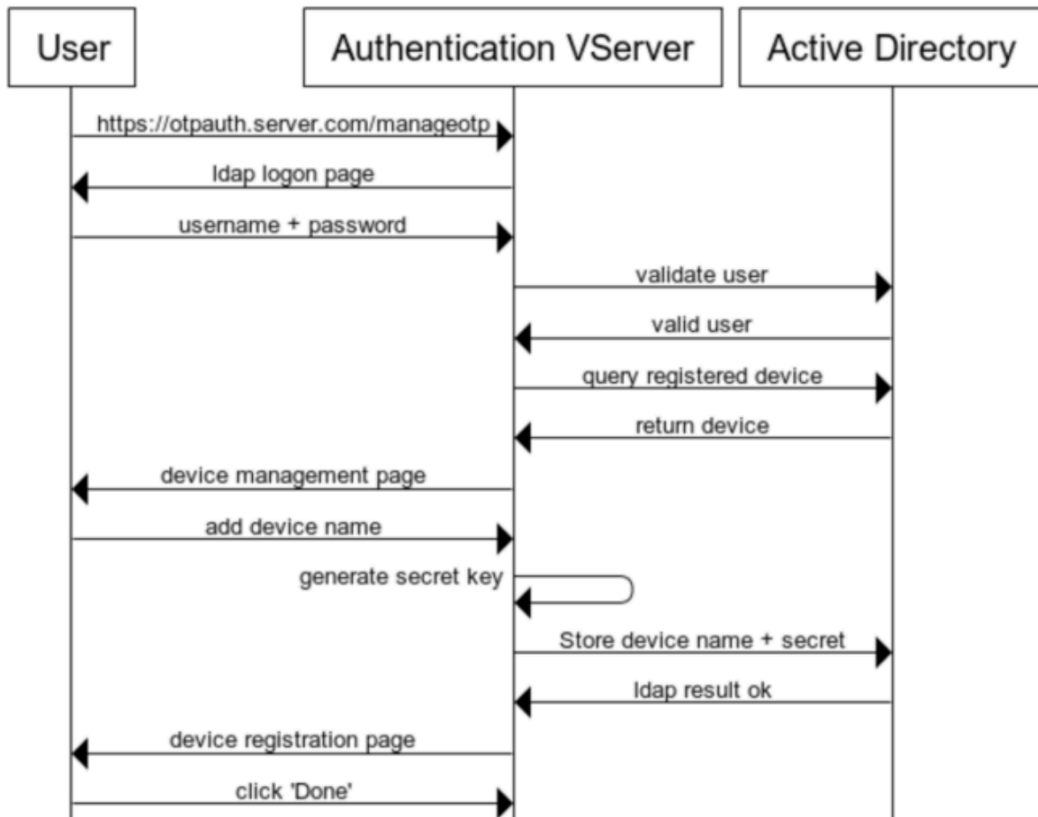 User
Authentication VServer
Active Directory
https://otpauth.server.com/manageotp
ldap logon page
username + password
validate user
valid user
query registered device
return device
device management page
add device name
generate secret key
Store device name + secret
ldap result ok
device registration page
click 'Done'